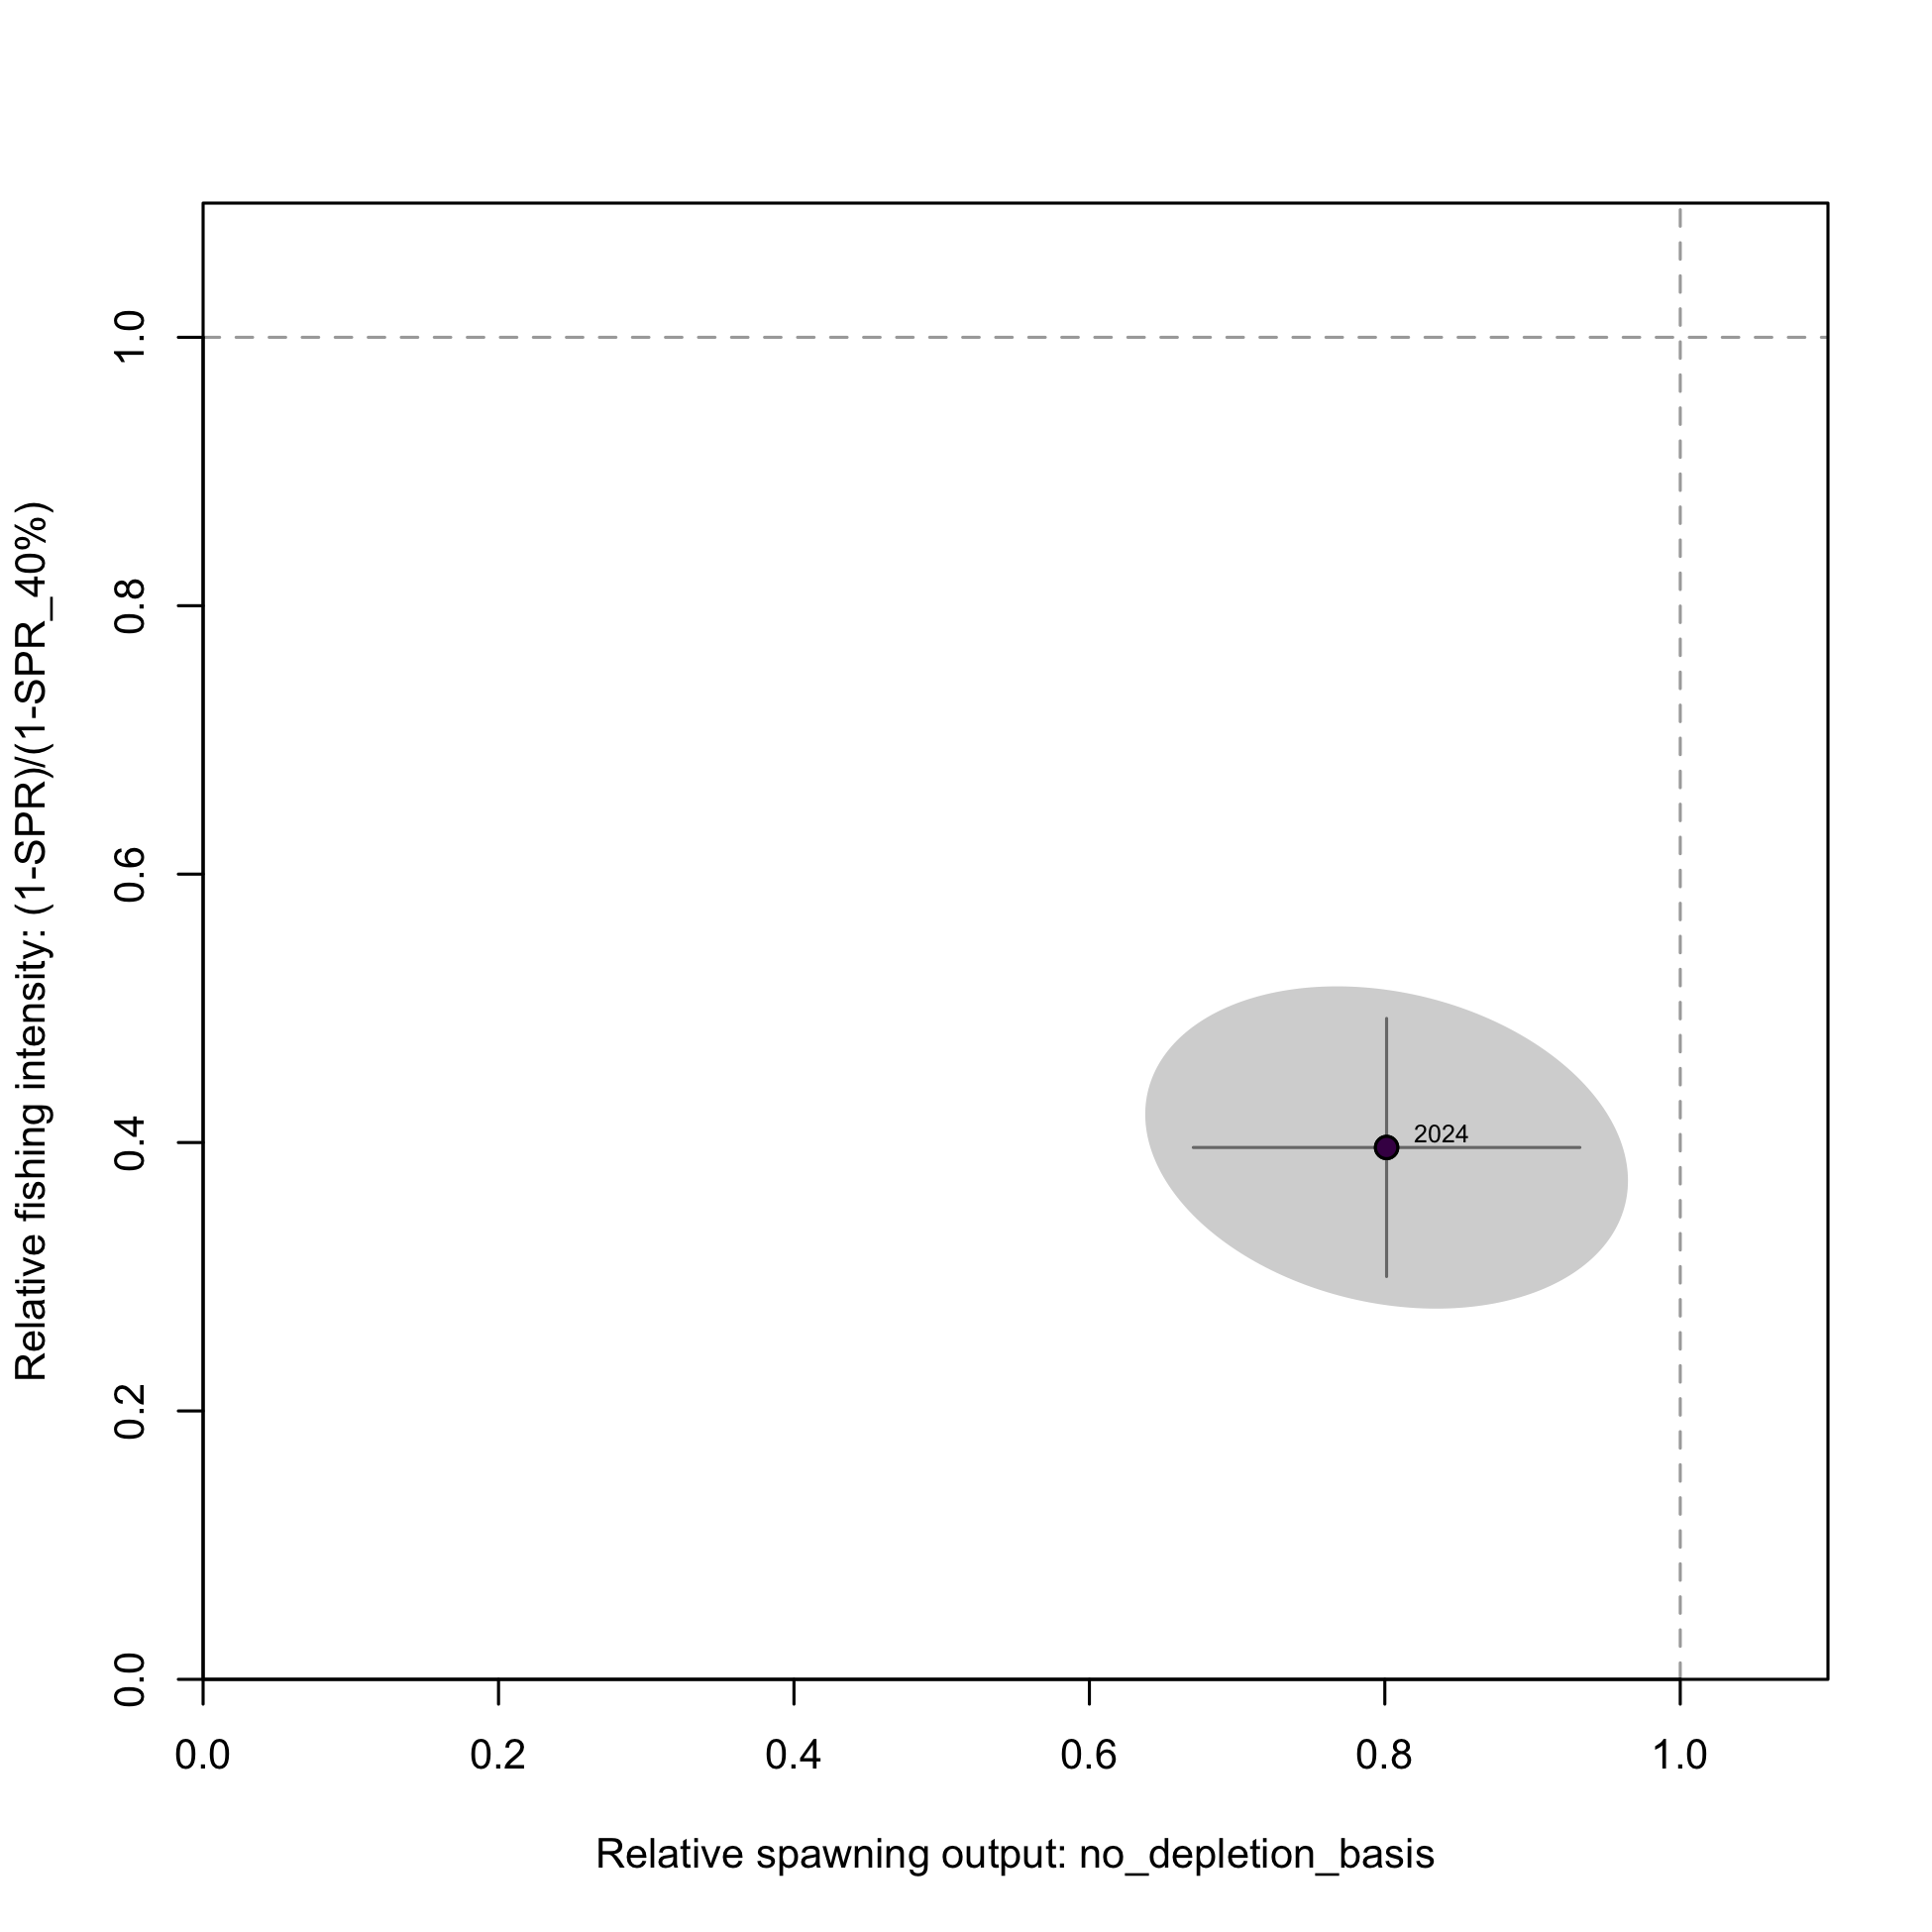 Relative fishing intensity: (1-SPR)/(1-SPR_40%)
1.0
0.8
0.6
0.4
0.2
0.0
2024
0.0 0.2 0.4 0.6 0.8 1.0
Relative spawning output: no_depletion_basis